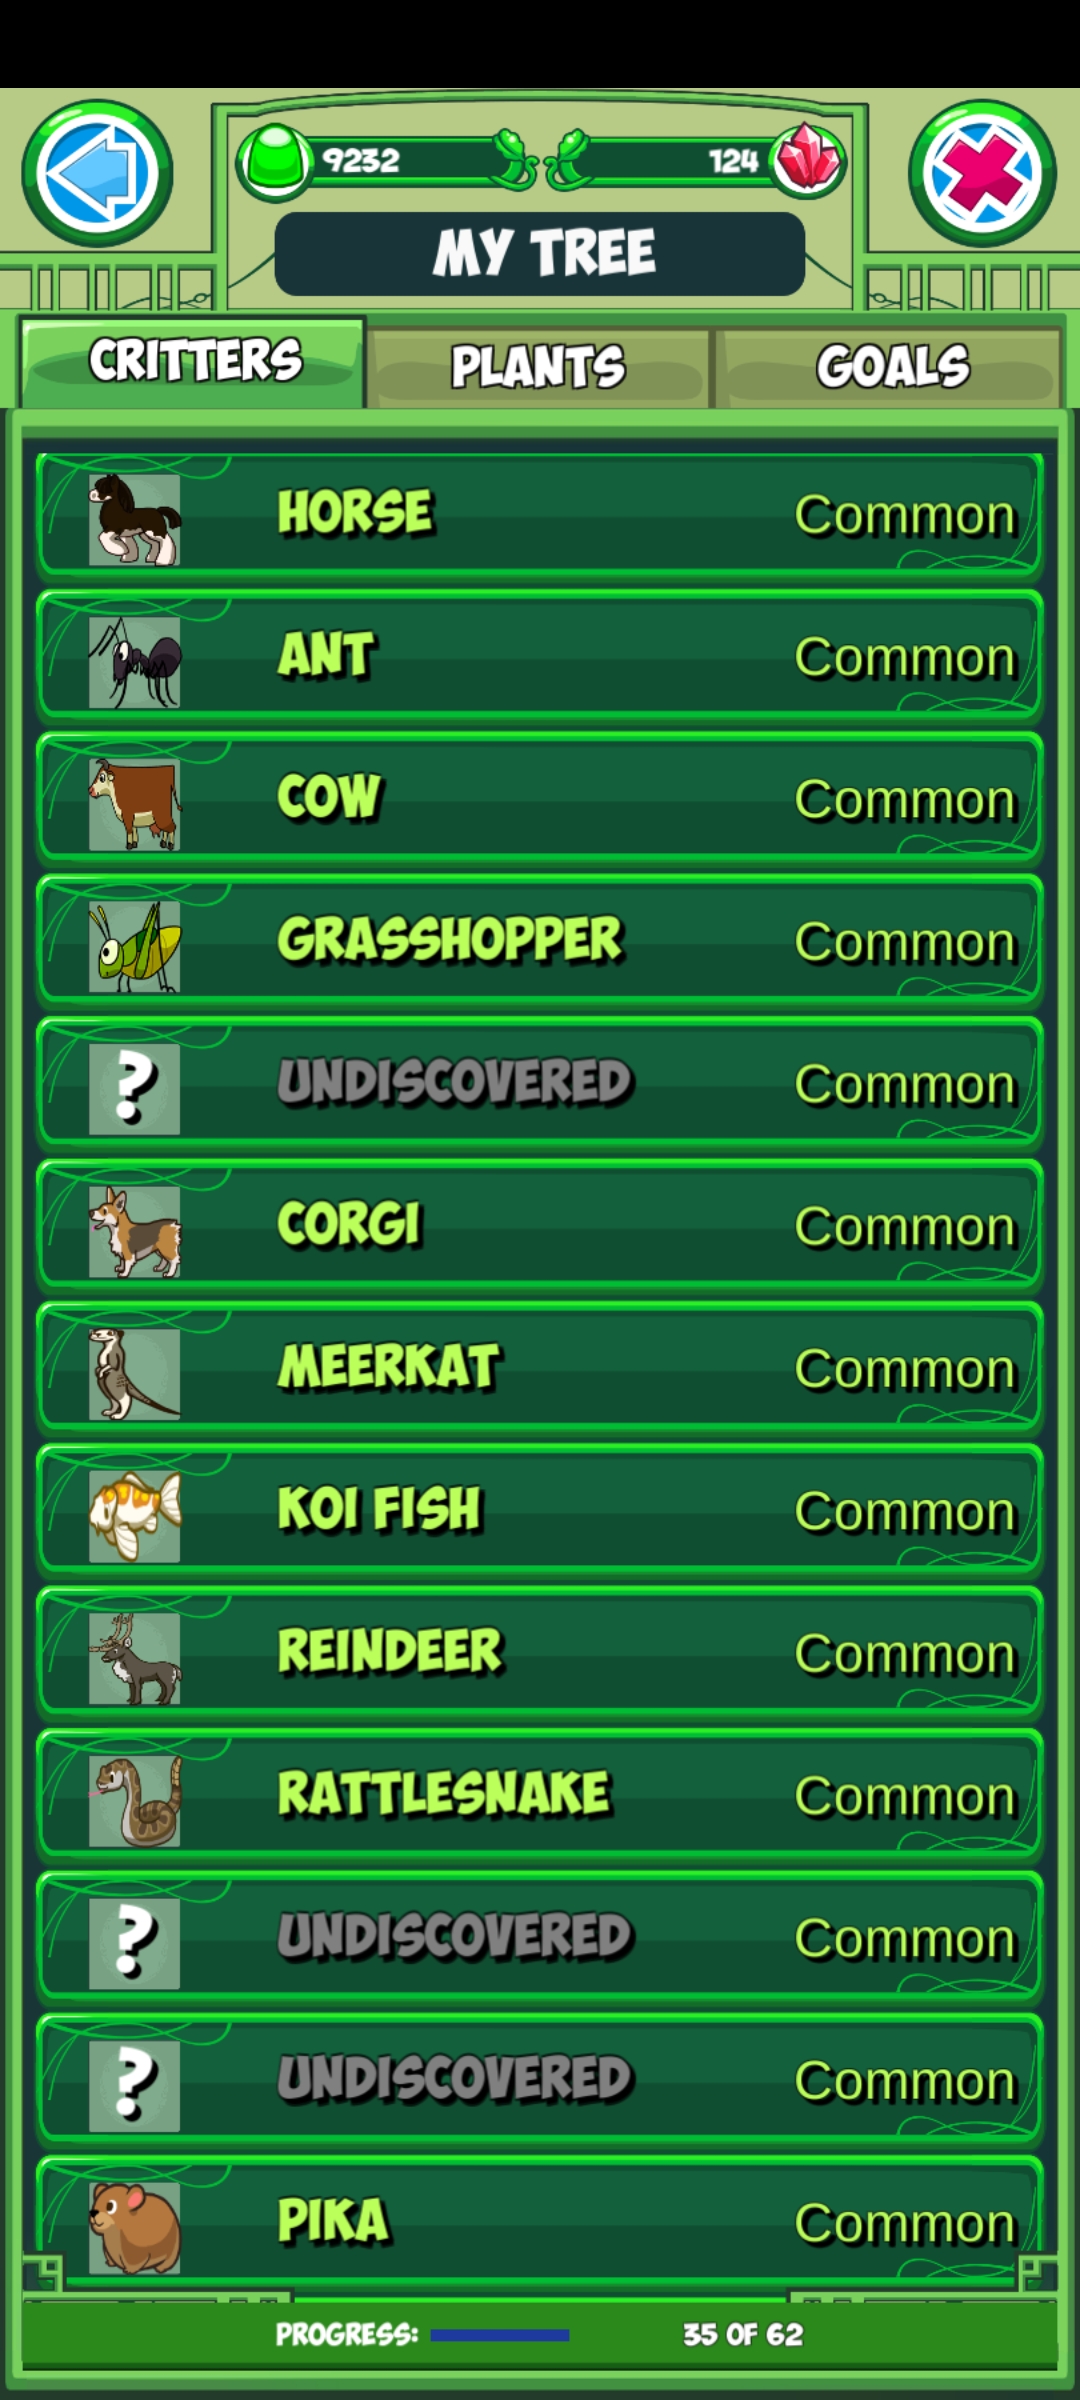 9232
124
MY TREE
CRITTERS
PLANTS
GOALS
HORSE Common
ANT Common
COW Common
GRASSHOPPER Common
? UNDISCOVERED Common
CORGI Common
MEERKAT Common
KOI FISH Common
REINDEER Common
RATTLESNAKE Common
? UNDISCOVERED Common
? UNDISCOVERED Common
PIKA Common
PROGRESS: 35 OF 62